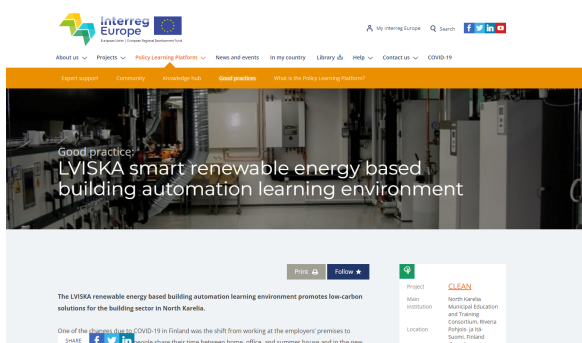 Interreg
Europe
European Union | European Regional Development Fund
My Interreg Europe
Search
About us
Projects
Policy Learning Platform
News and events
In my country
Library
Help
Contact us
COVID-19
Expert support
Community
Knowledge hub
Good practices
What is the Policy Learning Platform?
Good practice:
LVISKA smart renewable energy based
building automation learning environment
Print
Follow
The LVISKA renewable energy based building automation learning environment promotes low-carbon
solutions for the building sector in North Karelia.
One of the changes due to COVID-19 in Finland was the shift from working at the employers' premises to
SHARE
people share their time between home, office, and summer house and in the new
Project
CLEAN
Main
Institution
North Karelia
Municipal Education
and Training
Consortium, Riveria
Location
Pohjois- ja Itä-
Suomi, Finland